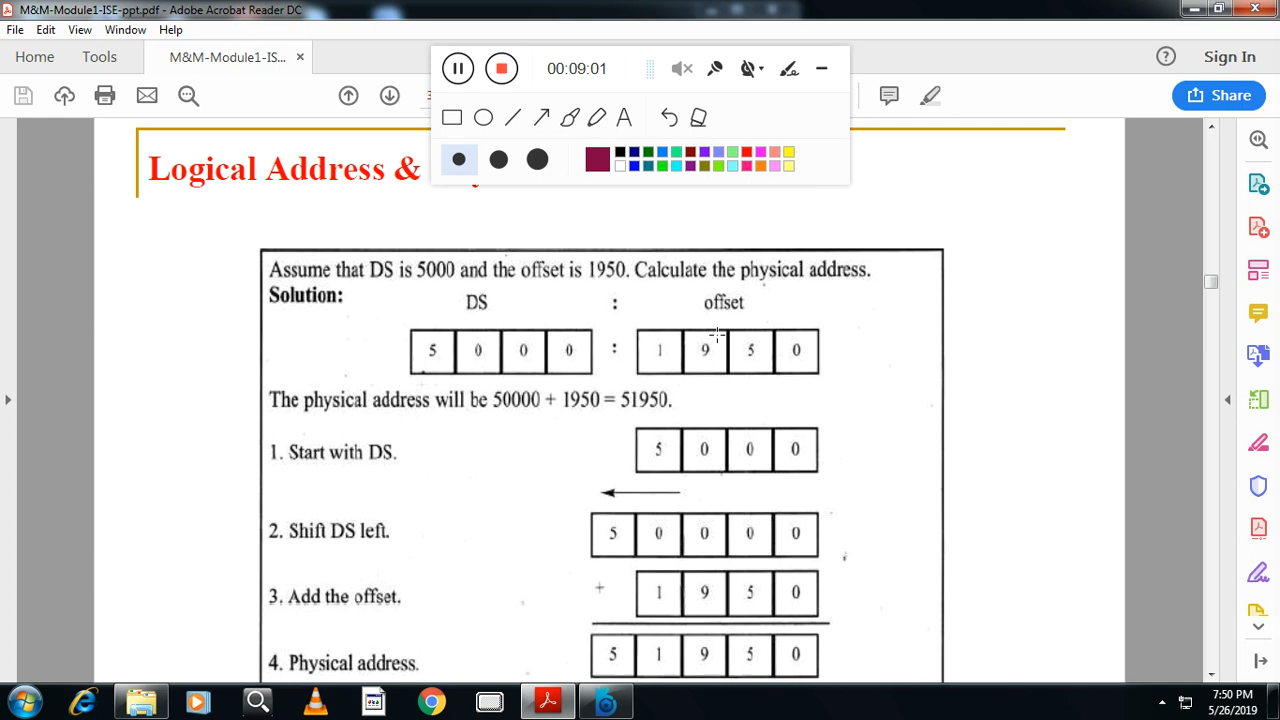 M&M-Module1-ISE-ppt.pdf - Adobe Acrobat Reader DC
File Edit View Window Help
Home Tools M&M-Module1-IS... × Sign In
00:09:01
A
Share
Logical Address &
Assume that DS is 5000 and the offset is 1950. Calculate the physical address.
Solution:
DS : offset
5 0 0 0 : 1 9 5 0
The physical address will be 50000 + 1950 = 51950.
1. Start with DS. 5 0 0 0
2. Shift DS left. 5 0 0 0 0
3. Add the offset. + 1 9 5 0
4. Physical address. 5 1 9 5 0
7:50 PM
5/26/2019